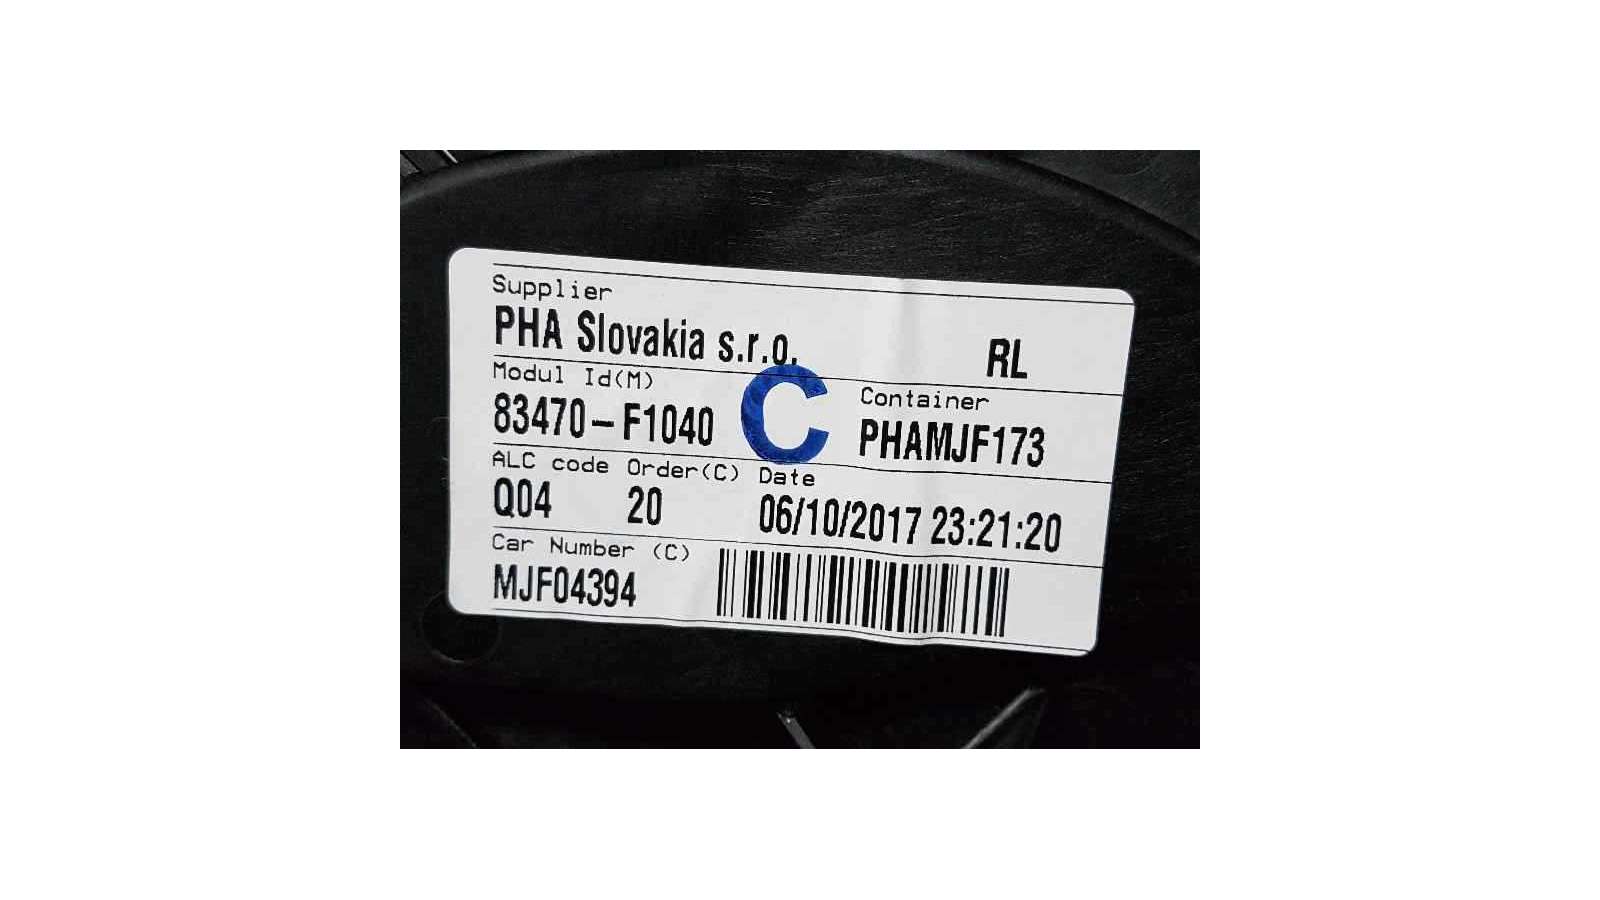 Supplier
PHA Slovakia s.r.o.
RL
Modul Id(M)
Container
83470-F1040
C
PHAMJF173
ALC code Order(C) Date
Q04 20 06/10/2017 23:21:20
Car Number (C)
MJF04394